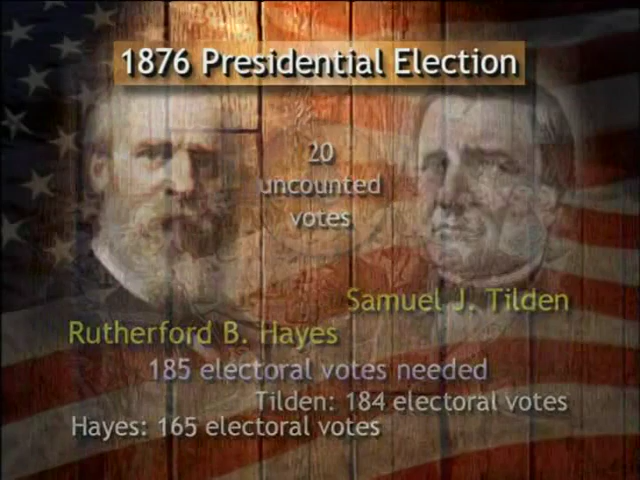 1876 Presidential Election
20
uncounted
votes
Samuel J. Tilden
Rutherford B. Hayes
185 electoral votes needed
Tilden: 184 electoral votes
Hayes: 165 electoral votes